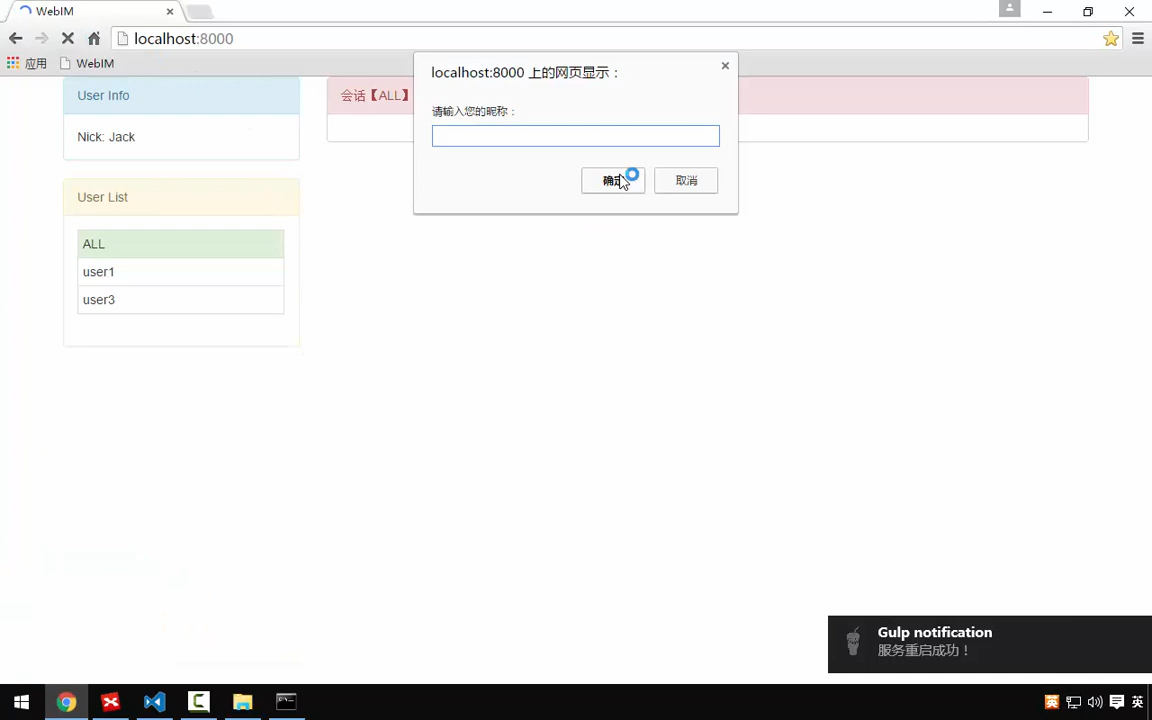 WebIM
localhost:8000
应用
WebIM
localhost:8000 上的网页显示：
请输入您的昵称：
取消
User Info
Nick: Jack
会话【ALL】
User List
ALL
user1
user3
Gulp notification
服务重启成功！
英